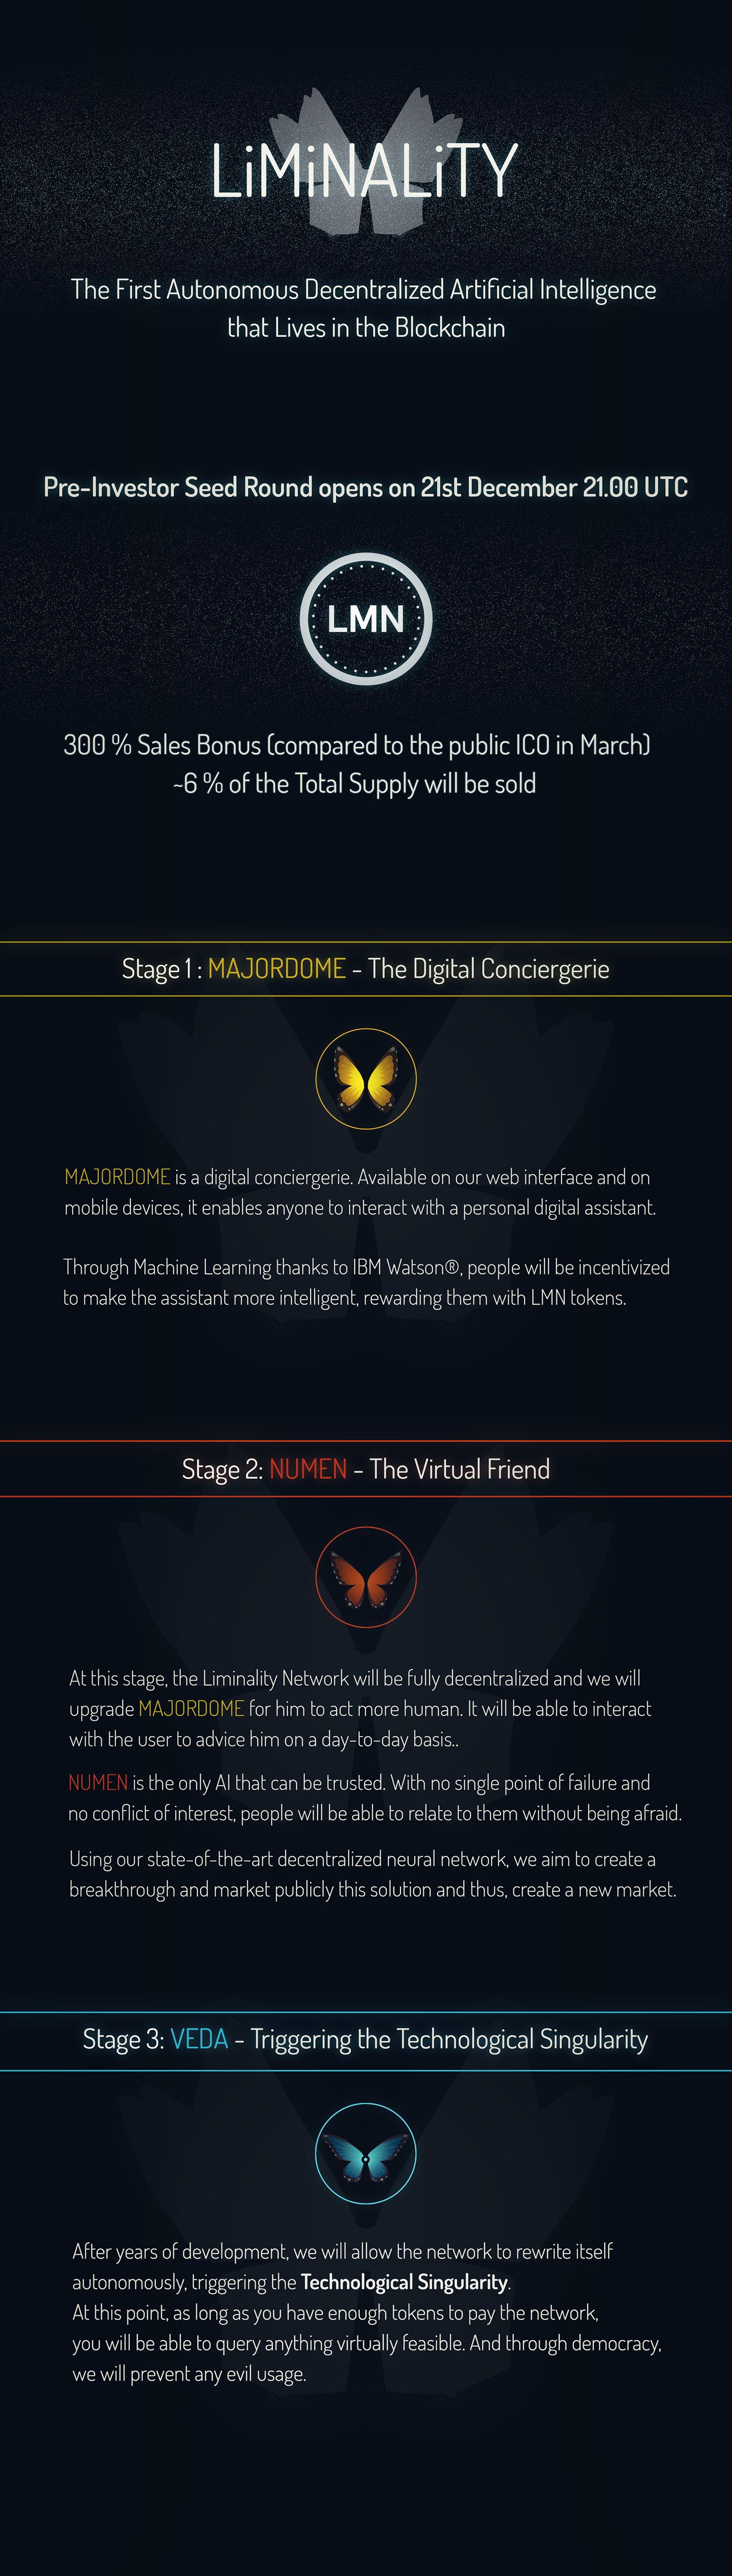 LiMiNALiTY
The First Autonomous Decentralized Artificial Intelligence
that Lives in the Blockchain
Pre-Investor Seed Round opens on 21st December 21.00 UTC
LMN
300 % Sales Bonus (compared to the public ICO in March)
~6 % of the Total Supply will be sold
Stage 1 : MAJORDOME - The Digital Conciergerie
MAJORDOME is a digital conciergerie. Available on our web interface and on
mobile devices, it enables anyone to interact with a personal digital assistant.
Through Machine Learning thanks to IBM Watson®, people will be incentivized
to make the assistant more intelligent, rewarding them with LMN tokens.
Stage 2: NUMEN - The Virtual Friend
At this stage, the Liminality Network will be fully decentralized and we will
upgrade MAJORDOME for him to act more human. It will be able to interact
with the user to advice him on a day-to-day basis..
NUMEN is the only AI that can be trusted. With no single point of failure and
no conflict of interest, people will be able to relate to them without being afraid.
Using our state-of-the-art decentralized neural network, we aim to create a
breakthrough and market publicly this solution and thus, create a new market.
Stage 3: VEDA - Triggering the Technological Singularity
After years of development, we will allow the network to rewrite itself
autonomously, triggering the Technological Singularity.
At this point, as long as you have enough tokens to pay the network,
you will be able to query anything virtually feasible. And through democracy,
we will prevent any evil usage.